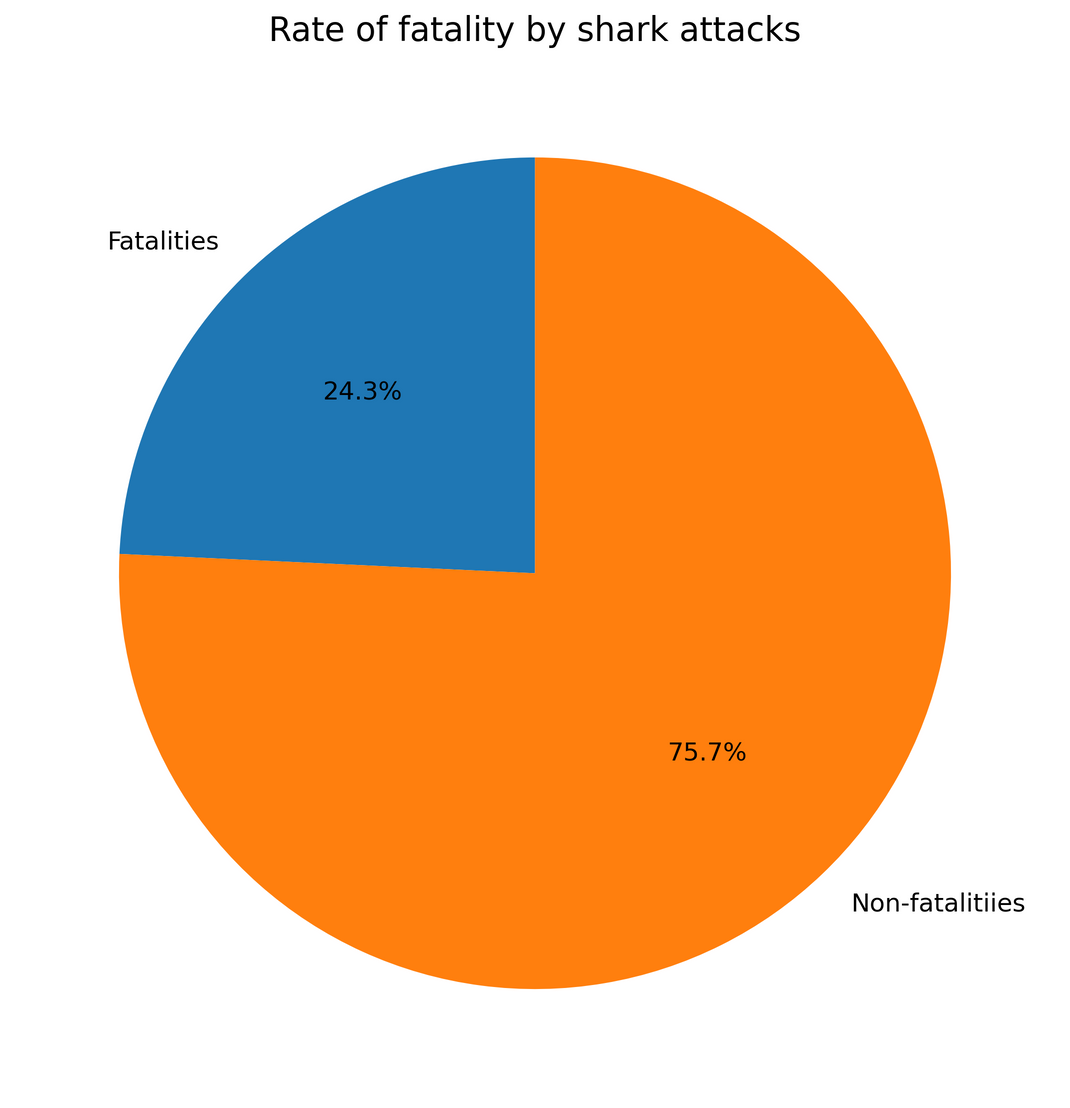 Rate of fatality by shark attacks
Fatalities
24.3%
75.7%
Non-fatalitiies